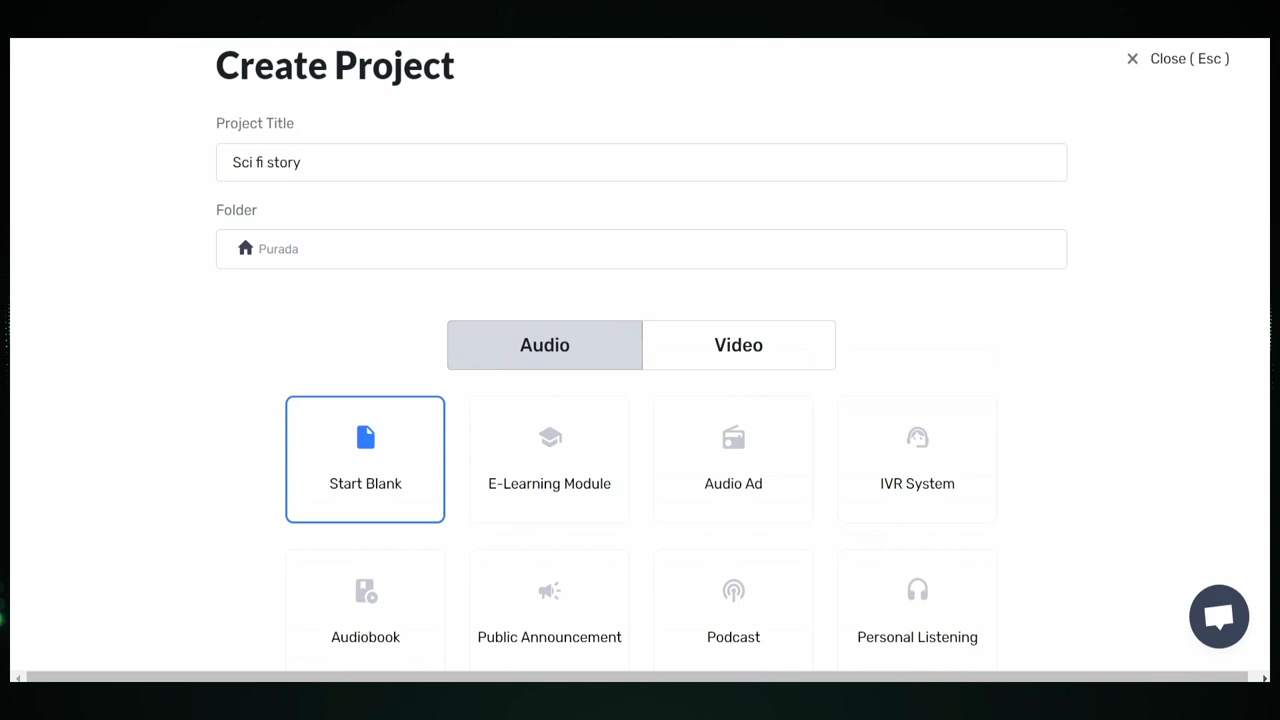 Create Project
Close ( Esc )
Project Title
Sci fi story
Folder
Purada
Audio Video
Start Blank E-Learning Module Audio Ad IVR System
Audiobook Public Announcement Podcast Personal Listening